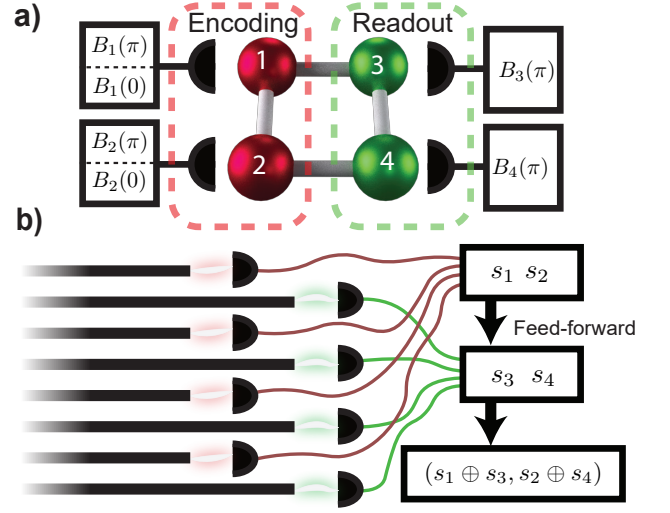 a)
Encoding
Readout
B₁(π)
B₁(0)
1
3
B₃(π)
B₂(π)
B₂(0)
2
4
B₄(π)
b)
s₁ s₂
Feed-forward
s₃ s₄
(s₁ ⊕ s₃, s₂ ⊕ s₄)